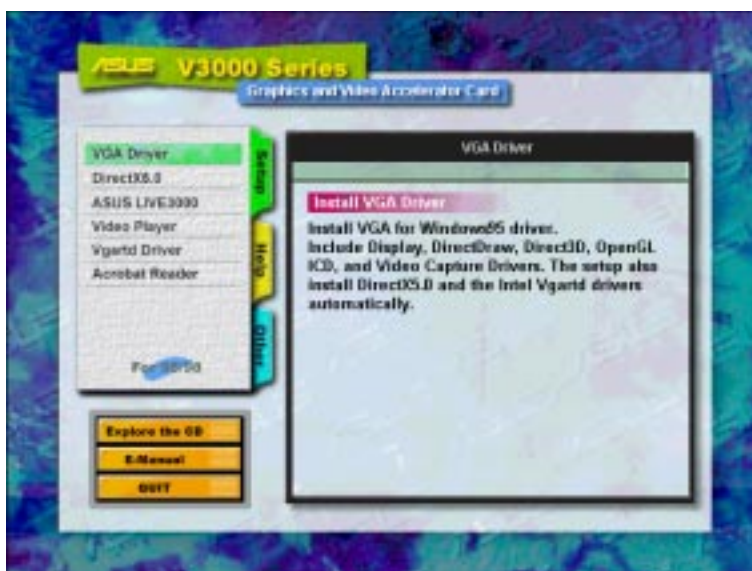 ASUS V3000 Series
Graphics and Video Accelerator Card
VGA Driver
DirectX6.0
ASUS LIVE3000
Video Player
Vgartd Driver
Acrobat Reader
For
Setup
Help
Other
Explore the CD
E-Manual
QUIT
VGA Driver
Install VGA Driver
Install VGA for Windows95 driver.
Include Display, DirectDraw, Direct3D, OpenGL
ICD, and Video Capture Drivers. The setup also
install DirectX5.0 and the Intel Vgartd drivers
automatically.